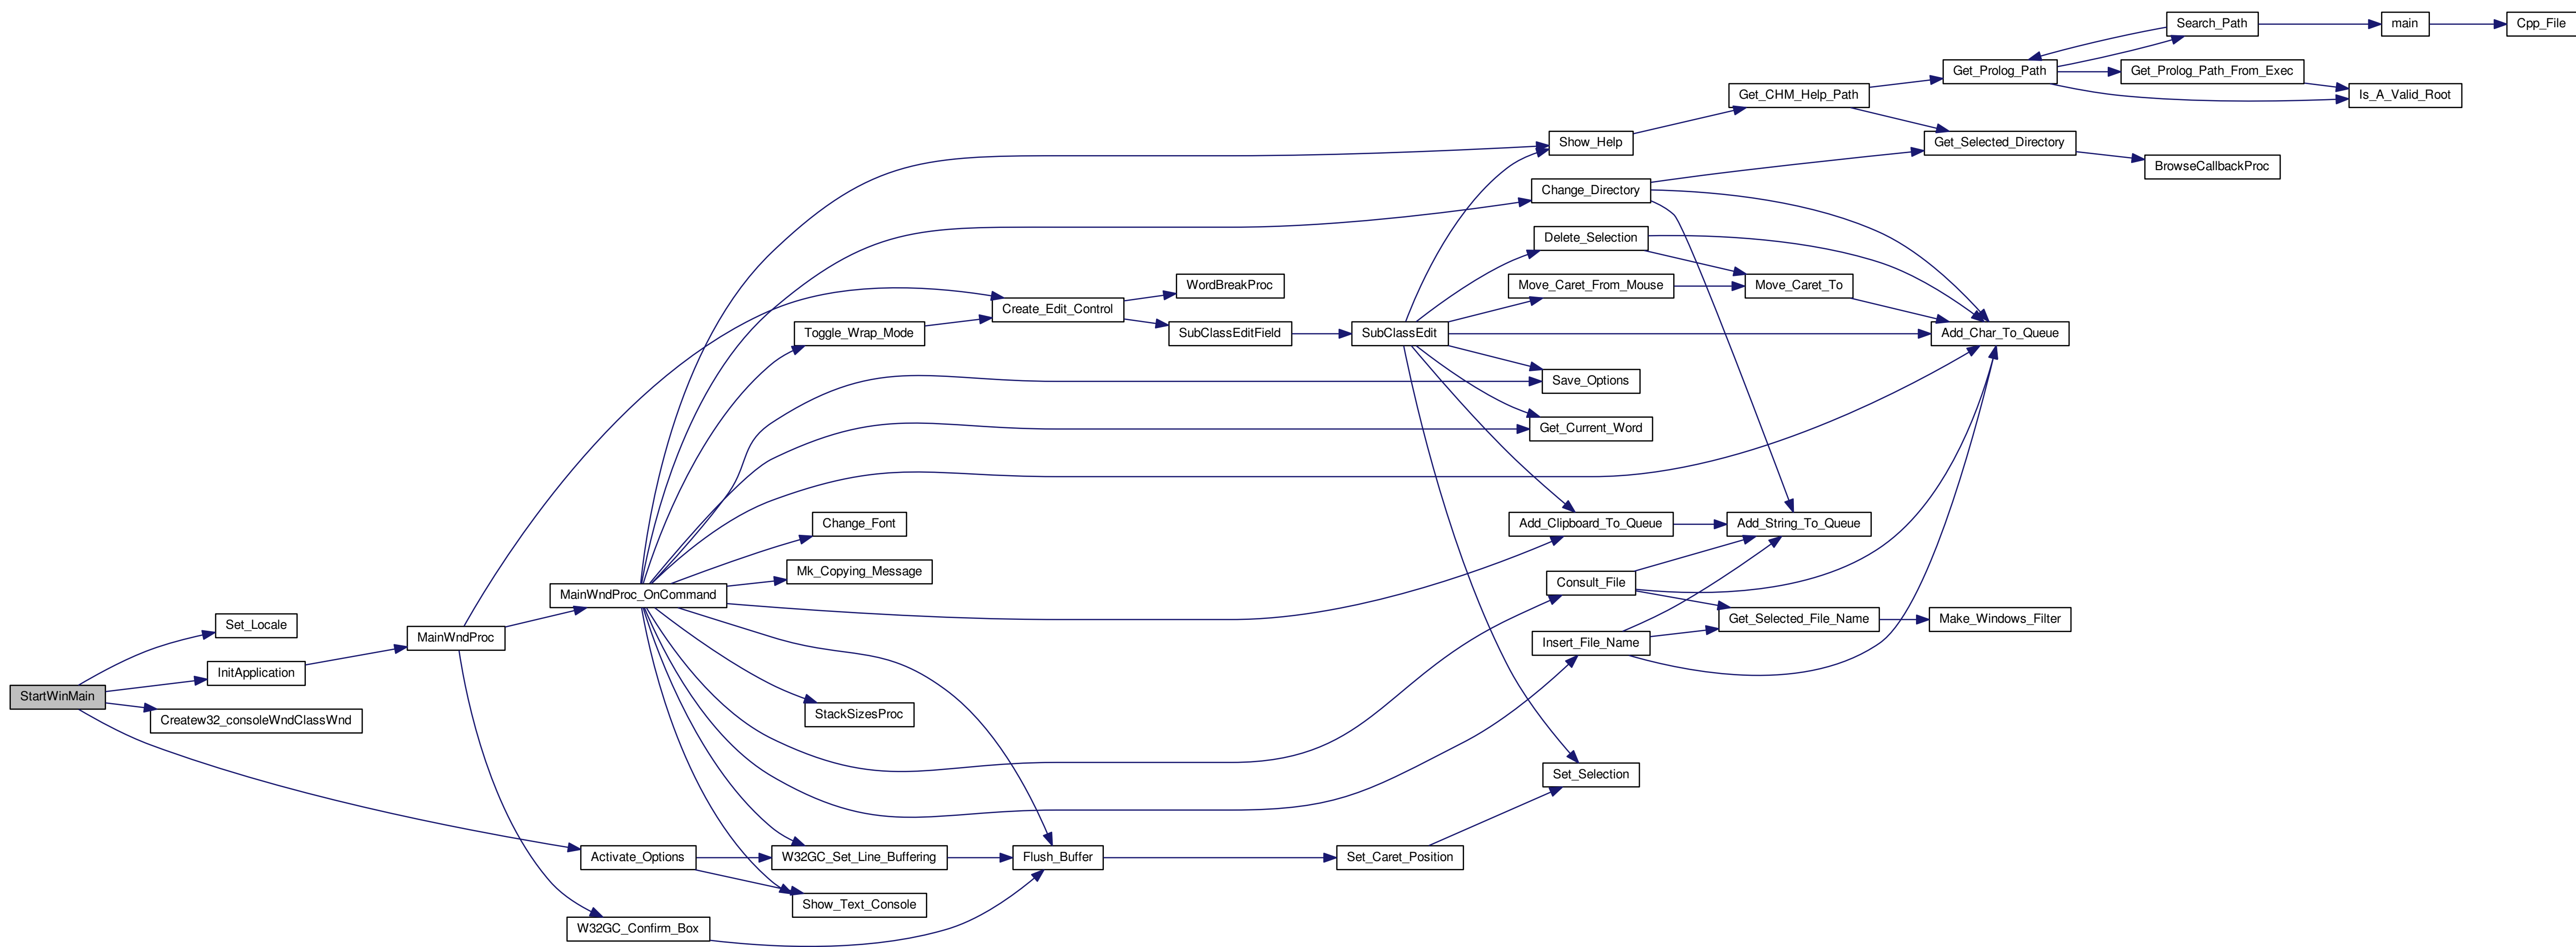 Search_Path
main
Cpp_File
Get_Prolog_Path
Get_Prolog_Path_From_Exec
Get_CHM_Help_Path
Is_A_Valid_Root
Show_Help
Get_Selected_Directory
BrowseCallbackProc
Change_Directory
Delete_Selection
WordBreakProc
Move_Caret_From_Mouse
Move_Caret_To
Create_Edit_Control
Toggle_Wrap_Mode
SubClassEditField
SubClassEdit
Add_Char_To_Queue
Save_Options
Get_Current_Word
Change_Font
Add_Clipboard_To_Queue
Add_String_To_Queue
Mk_Copying_Message
Consult_File
MainWndProc_OnCommand
Get_Selected_File_Name
Make_Windows_Filter
Set_Locale
MainWndProc
Insert_File_Name
InitApplication
StartWinMain
StackSizesProc
Createw32_consoleWndClassWnd
Set_Selection
Activate_Options
W32GC_Set_Line_Buffering
Flush_Buffer
Set_Caret_Position
Show_Text_Console
W32GC_Confirm_Box